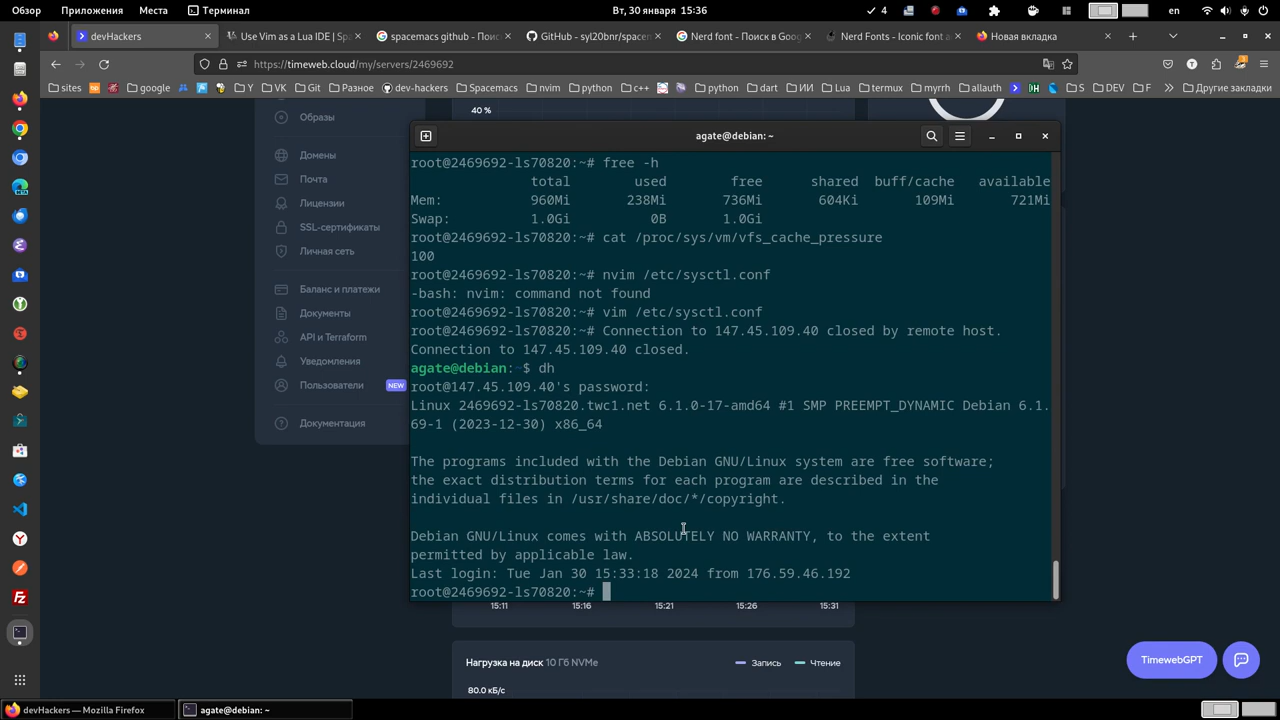 Обзор Приложения Терминал Вт, 30 января 15:36 4 en
devHackers Use Vim as a Lua IDE | Spa spacemacs github - Поис GitHub - syl20bnr/spacem Nerd font - Поиск в Goog Nerd Fonts - Iconic font a Новая вкладка
https://timeweb.cloud/my/servers/2469692
sites google Y VK Git Разное dev-hackers Spacemacs nvim python c++ python dart ИИ Lua termux myrrh allauth S DEV F Другие закладки
40 %
Образы
Домены
Почта
Лицензии
SSL-сертификаты
Личная сеть
Баланс и платежи
Документы
API и Terraform
Уведомления
Пользователи NEW
Документация
agate@debian: ~
root@2469692-ls70820:~# free -h
total used free shared buff/cache available
Mem: 960Mi 238Mi 736Mi 604Ki 109Mi 721Mi
Swap: 1.0Gi 0B 1.0Gi
root@2469692-ls70820:~# cat /proc/sys/vm/vfs_cache_pressure
100
root@2469692-ls70820:~# nvim /etc/sysctl.conf
-bash: nvim: command not found
root@2469692-ls70820:~# vim /etc/sysctl.conf
root@2469692-ls70820:~# Connection to 147.45.109.40 closed by remote host.
Connection to 147.45.109.40 closed.
agate@debian:~$ dh
root@147.45.109.40's password:
Linux 2469692-ls70820.twc1.net 6.1.0-17-amd64 #1 SMP PREEMPT_DYNAMIC Debian 6.1.
69-1 (2023-12-30) x86_64
The programs included with the Debian GNU/Linux system are free software;
the exact distribution terms for each program are described in the
individual files in /usr/share/doc/*/copyright.
Debian GNU/Linux comes with ABSOLUTELY NO WARRANTY, to the extent
permitted by applicable law.
Last login: Tue Jan 30 15:33:18 2024 from 176.59.46.192
root@2469692-ls70820:~#
15:11 15:16 15:21 15:26 15:31
Нагрузка на диск 10 Гб NVMe Запись Чтение
80.0 кБ/с
TimewebGPT
devHackers — Mozilla Firefox agate@debian: ~